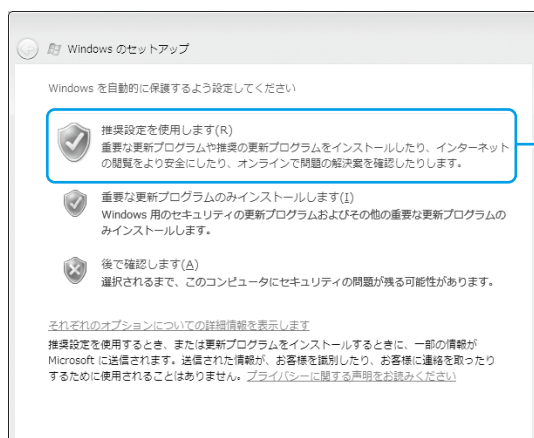 Windows のセットアップ
Windows を自動的に保護するよう設定してください
推奨設定を使用します(R)
重要な更新プログラムや推奨の更新プログラムをインストールしたり、インターネット
の閲覧をより安全にしたり、オンラインで問題の解決案を確認したりします。
重要な更新プログラムのみインストールします(I)
Windows 用のセキュリティの更新プログラムおよびその他の重要な更新プログラムの
みインストールします。
後で確認します(A)
選択されるまで、このコンピュータにセキュリティの問題が残る可能性があります。
それぞれのオプションについての詳細情報を表示します
推奨設定を使用するとき、または更新プログラムをインストールするときに、一部の情報が
Microsoft に送信されます。送信された情報が、お客様を識別したり、お客様に連絡を取ったり
するために使用されることはありません。プライバシーに関する声明をお読みください